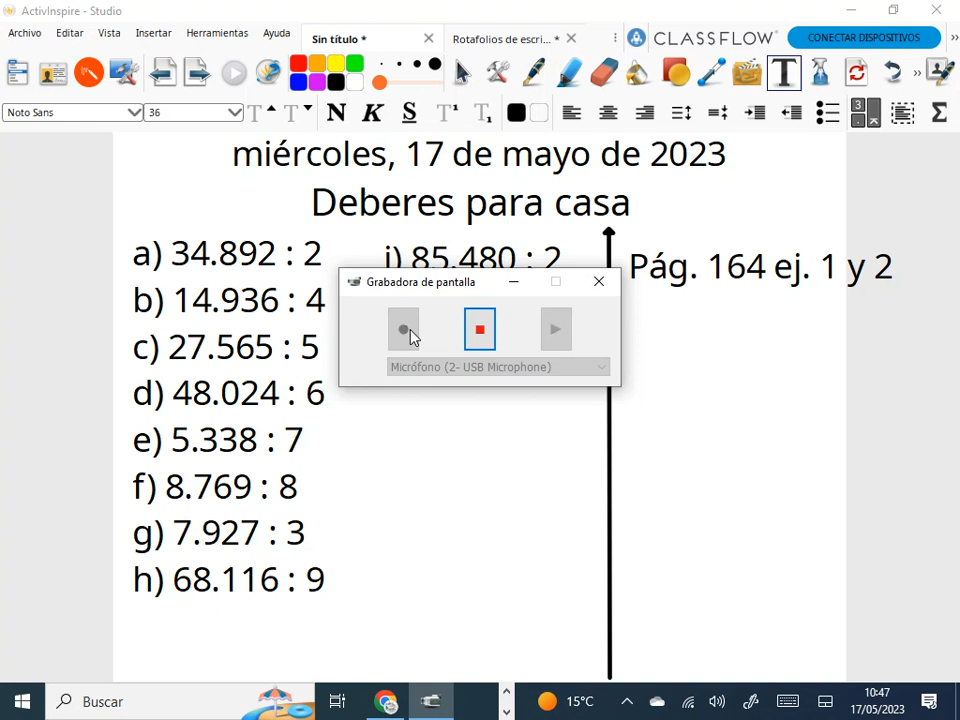 ActivInspire - Studio
Archivo Editar Vista Insertar Herramientas Ayuda
Sin título *
Rotafolios de escri... *
CLASSFLOW
CONECTAR DISPOSITIVOS
Noto Sans
36
N K S
miércoles, 17 de mayo de 2023
Deberes para casa
a) 34.892 : 2
b) 14.936 : 4
c) 27.565 : 5
d) 48.024 : 6
e) 5.338 : 7
f) 8.769 : 8
g) 7.927 : 3
h) 68.116 : 9
i) 85.480 : 2
Pág. 164 ej. 1 y 2
Grabadora de pantalla
Micrófono (2- USB Microphone)
Buscar
15°C
10:47
17/05/2023